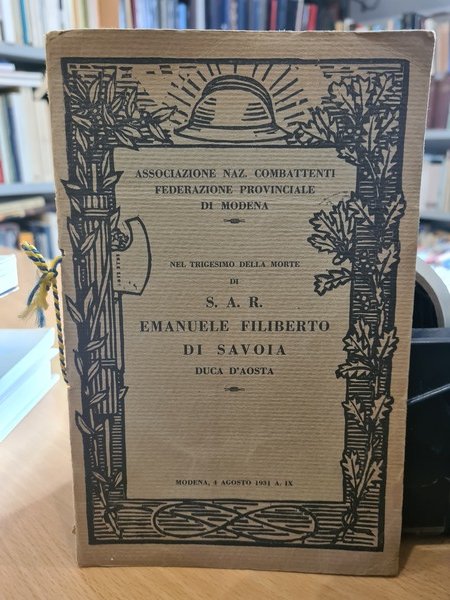 ASSOCIAZIONE NAZ. COMBATTENTI
FEDERAZIONE PROVINCIALE
DI MODENA
NEL TRIGESIMO DELLA MORTE
DI
S. A. R.
EMANUELE FILIBERTO
DI SAVOIA
DUCA D'AOSTA
MODENA, 4 AGOSTO 1931 A. IX